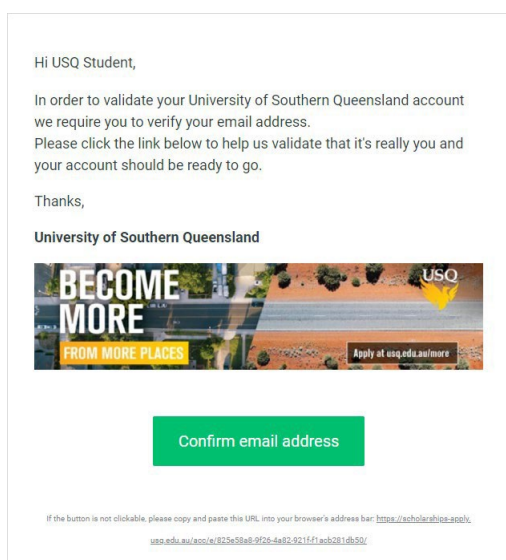 Hi USQ Student,
In order to validate your University of Southern Queensland account
we require you to verify your email address.
Please click the link below to help us validate that it's really you and
your account should be ready to go.
Thanks,
University of Southern Queensland
BECOME
MORE
FROM MORE PLACES
USQ
Apply at usq.edu.au/more
Confirm email address
If the button is not clickable, please copy and paste this URL into your browser's address bar: https://scholarships-apply.
usq.edu.au/acc/e/825e58a8-9f26-4a82-921f-f1acb281db50/